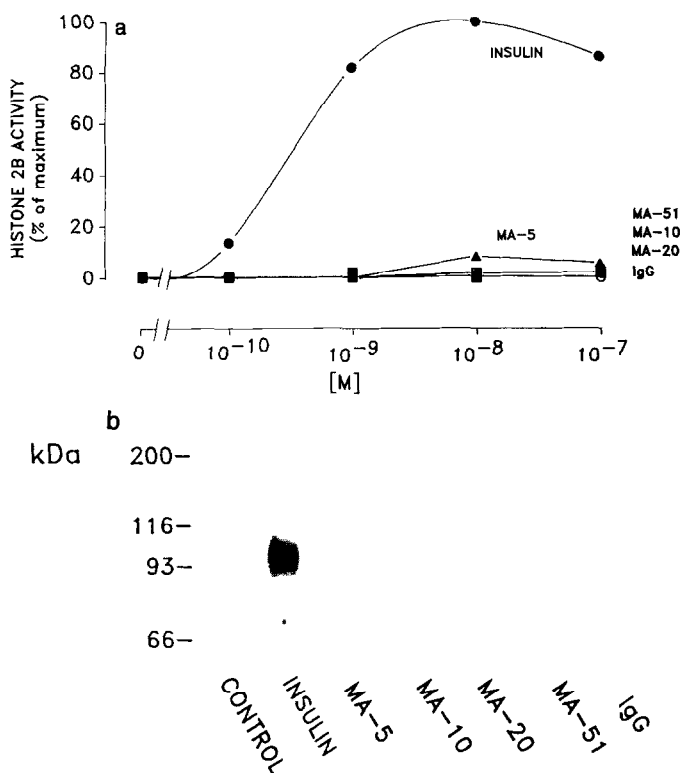 a
100
80
60
40
20
0
HISTONE 2B ACTIVITY
(% of maximum)
INSULIN
MA-5
MA-51
MA-10
MA-20
IgG
0
10⁻¹⁰
10⁻⁹
10⁻⁸
10⁻⁷
[M]
b
kDa
200-
116-
93-
66-
CONTROL
INSULIN
MA-5
MA-10
MA-20
MA-51
IgG